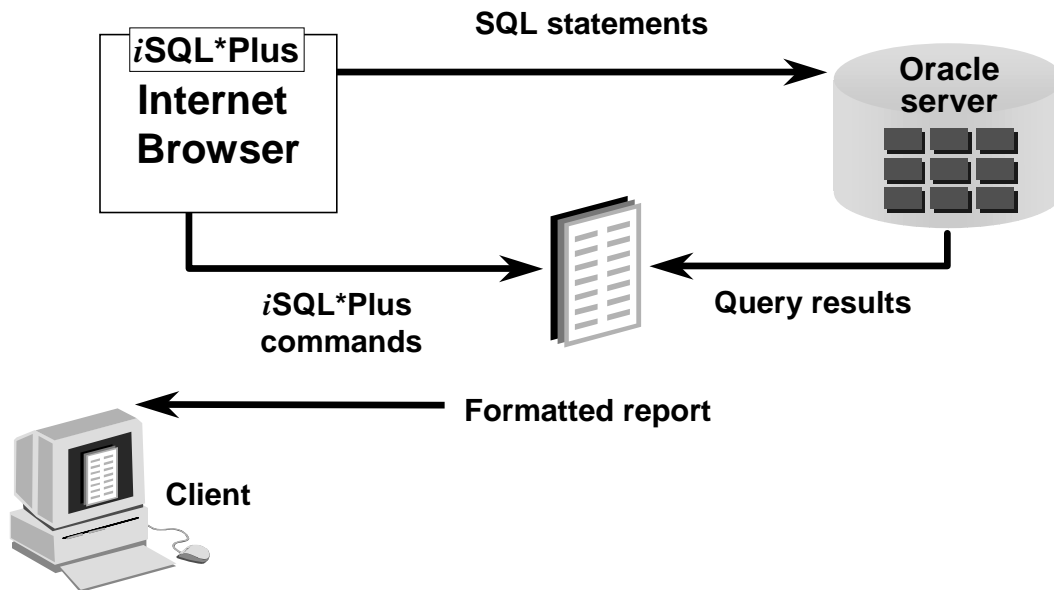 SQL statements
iSQL*Plus
Internet
Browser
Oracle
server
iSQL*Plus
commands
Query results
Formatted report
Client